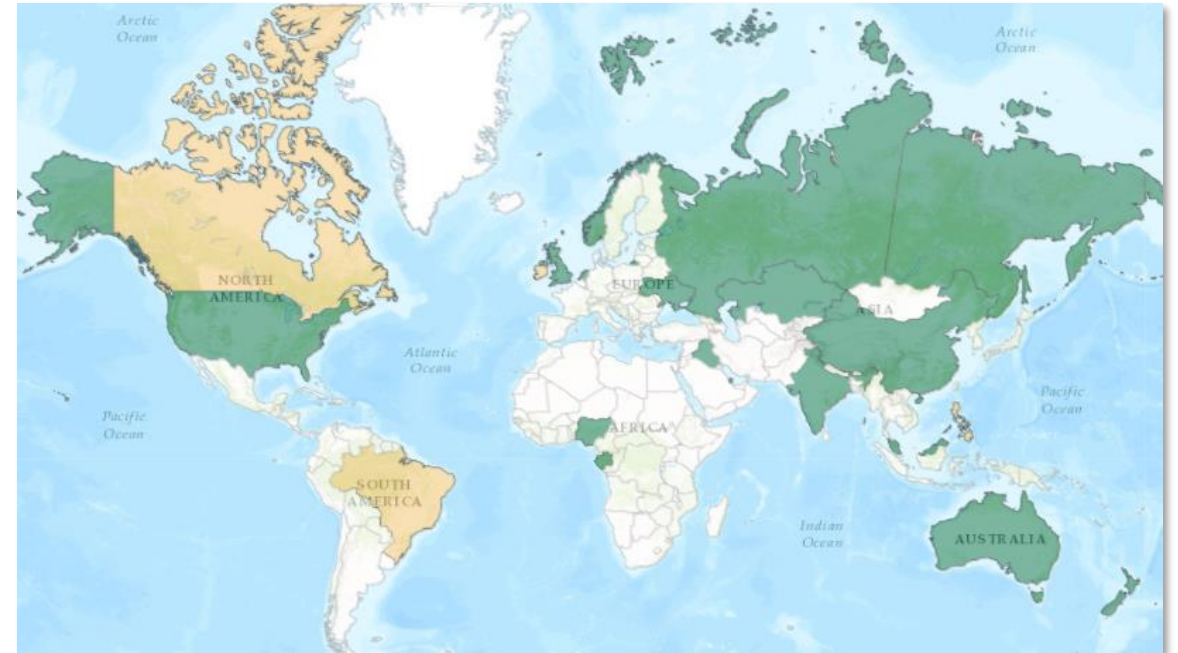 Arctic
Ocean
Arctic
Ocean
NORTH
AMERICA
EUROPE
ASIA
Atlantic
Ocean
Pacific
Ocean
Pacific
Ocean
AFRICA
SOUTH
AMERICA
Indian
Ocean
AUSTRALIA